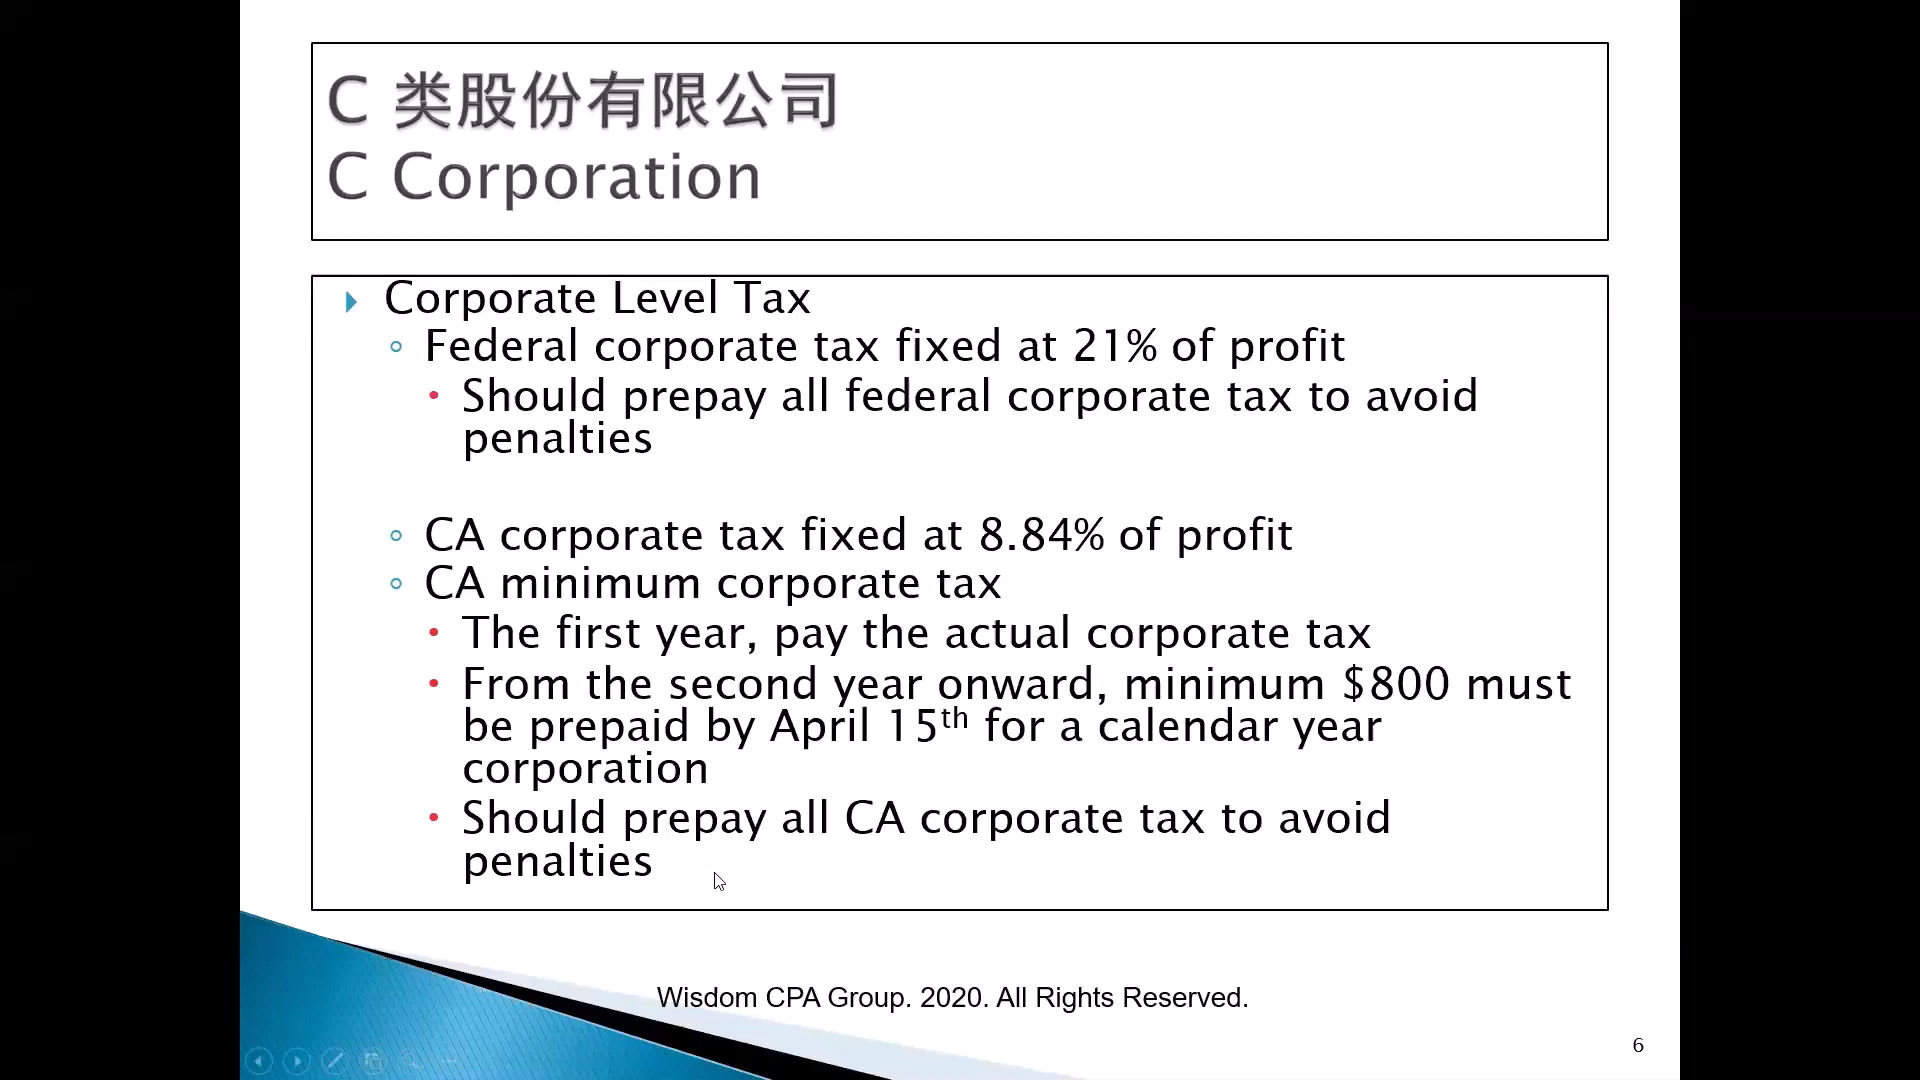 C 类股份有限公司
C Corporation
Corporate Level Tax
Federal corporate tax fixed at 21% of profit
Should prepay all federal corporate tax to avoid
penalties
CA corporate tax fixed at 8.84% of profit
CA minimum corporate tax
The first year, pay the actual corporate tax
From the second year onward, minimum $800 must
be prepaid by April 15th for a calendar year
corporation
Should prepay all CA corporate tax to avoid
penalties
Wisdom CPA Group. 2020. All Rights Reserved.
6